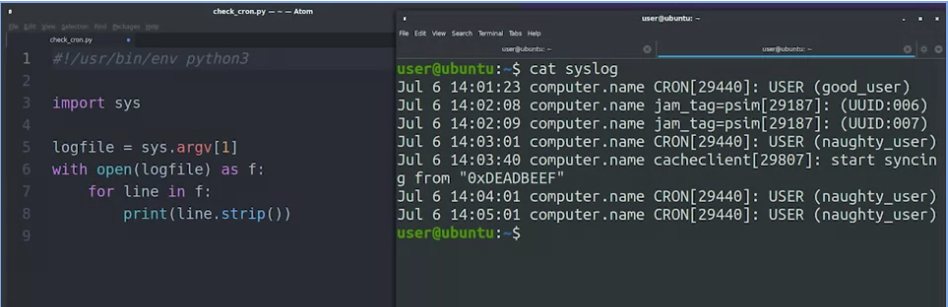 check_cron.py — ~ — Atom
File Edit View Selection Find Packages Help
check_cron.py
1 #!/usr/bin/env python3
2
3 import sys
4
5 logfile = sys.argv[1]
6 with open(logfile) as f:
7     for line in f:
8         print(line.strip())
9
user@ubuntu: ~
File Edit View Search Terminal Tabs Help
user@ubuntu: ~
user@ubuntu: ~
user@ubuntu:~$ cat syslog
Jul 6 14:01:23 computer.name CRON[29440]: USER (good_user)
Jul 6 14:02:08 computer.name jam_tag=psim[29187]: (UUID:006)
Jul 6 14:02:09 computer.name jam_tag=psim[29187]: (UUID:007)
Jul 6 14:03:01 computer.name CRON[29440]: USER (naughty_user)
Jul 6 14:03:40 computer.name cacheclient[29807]: start syncin
g from "0xDEADBEEF"
Jul 6 14:04:01 computer.name CRON[29440]: USER (naughty_user)
Jul 6 14:05:01 computer.name CRON[29440]: USER (naughty_user)
user@ubuntu:~$